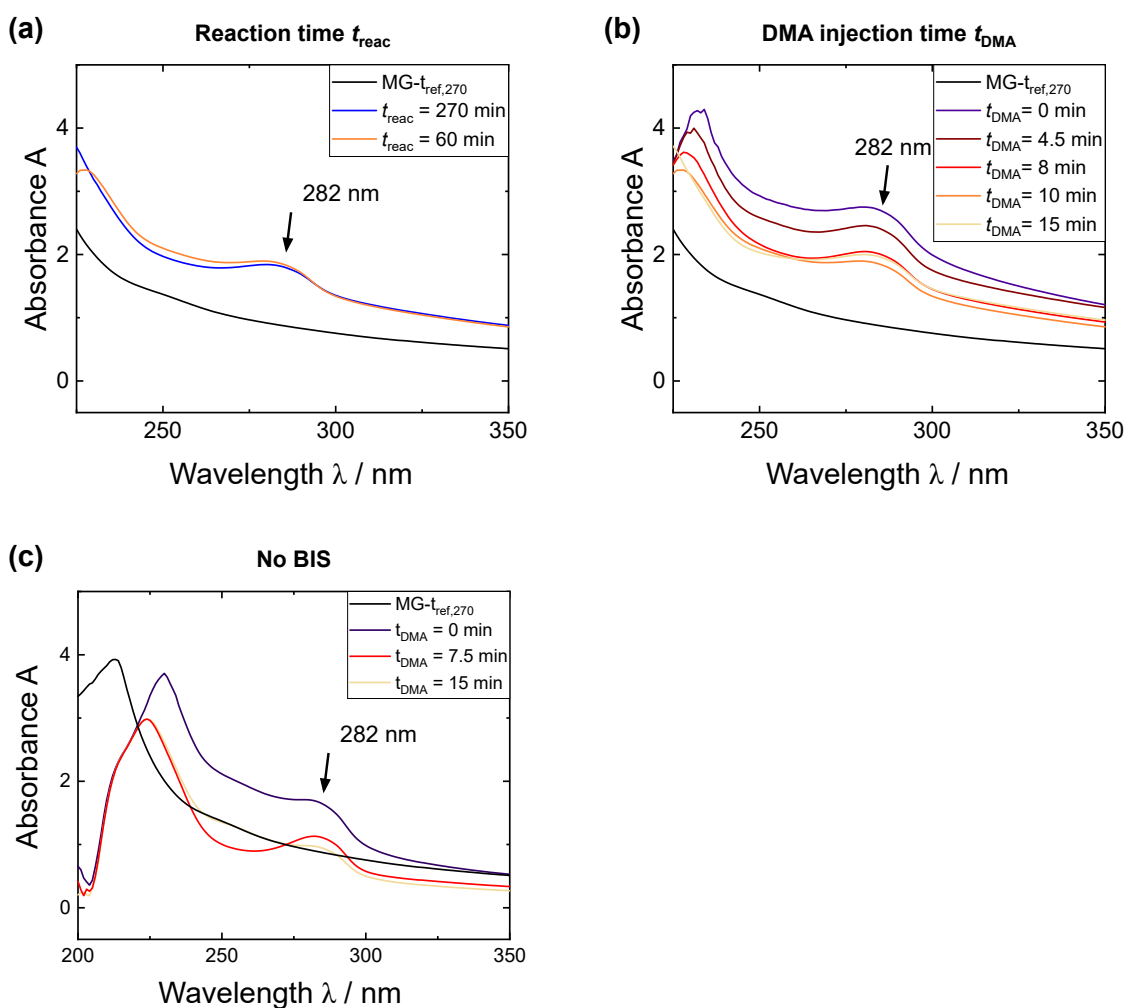 (a)
Reaction time t_reac
MG-t_ref,270
t_reac = 270 min
t_reac = 60 min
282 nm
4
2
0
Absorbance A
250
300
350
Wavelength λ / nm
(b)
DMA injection time t_DMA
MG-t_ref,270
t_DMA = 0 min
t_DMA = 4.5 min
t_DMA = 8 min
t_DMA = 10 min
t_DMA = 15 min
282 nm
4
2
0
Absorbance A
250
300
350
Wavelength λ / nm
(c)
No BIS
MG-t_ref,270
t_DMA = 0 min
t_DMA = 7.5 min
t_DMA = 15 min
282 nm
4
2
0
Absorbance A
200
250
300
350
Wavelength λ / nm